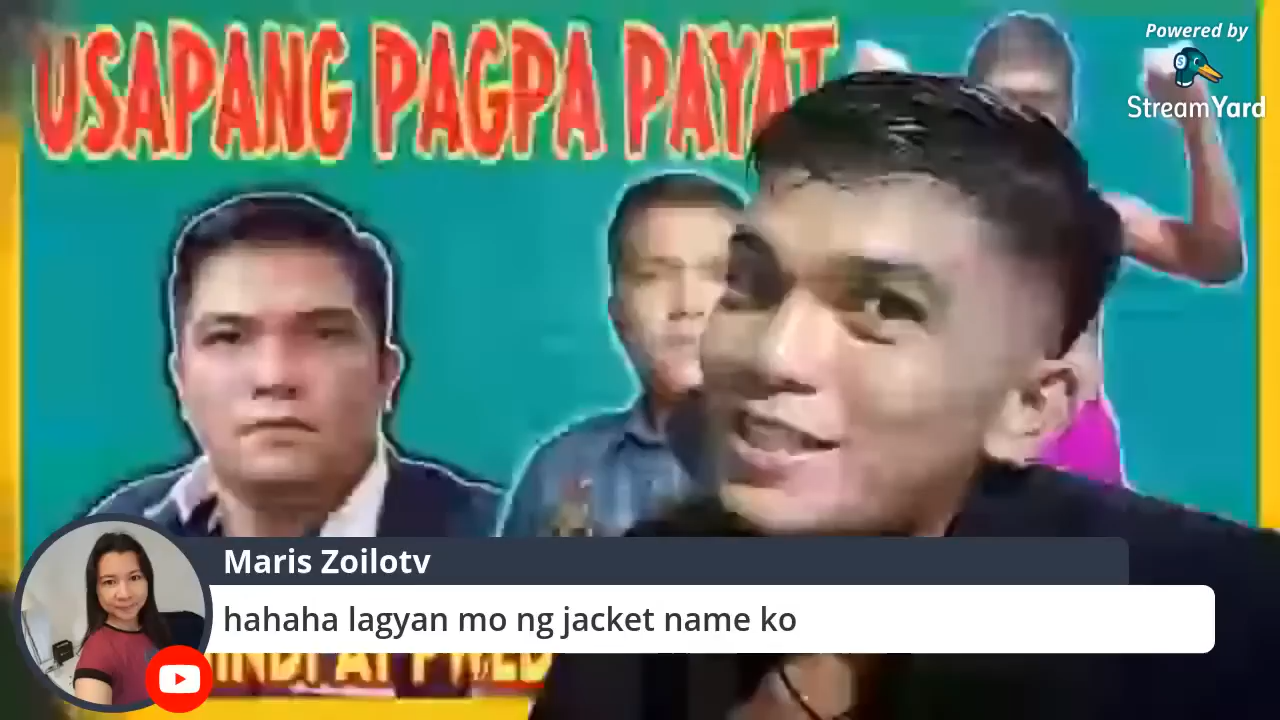 Powered by
StreamYard
USAPANG PAGPA PAYAT
Maris Zoilotv
hahaha lagyan mo ng jacket name ko